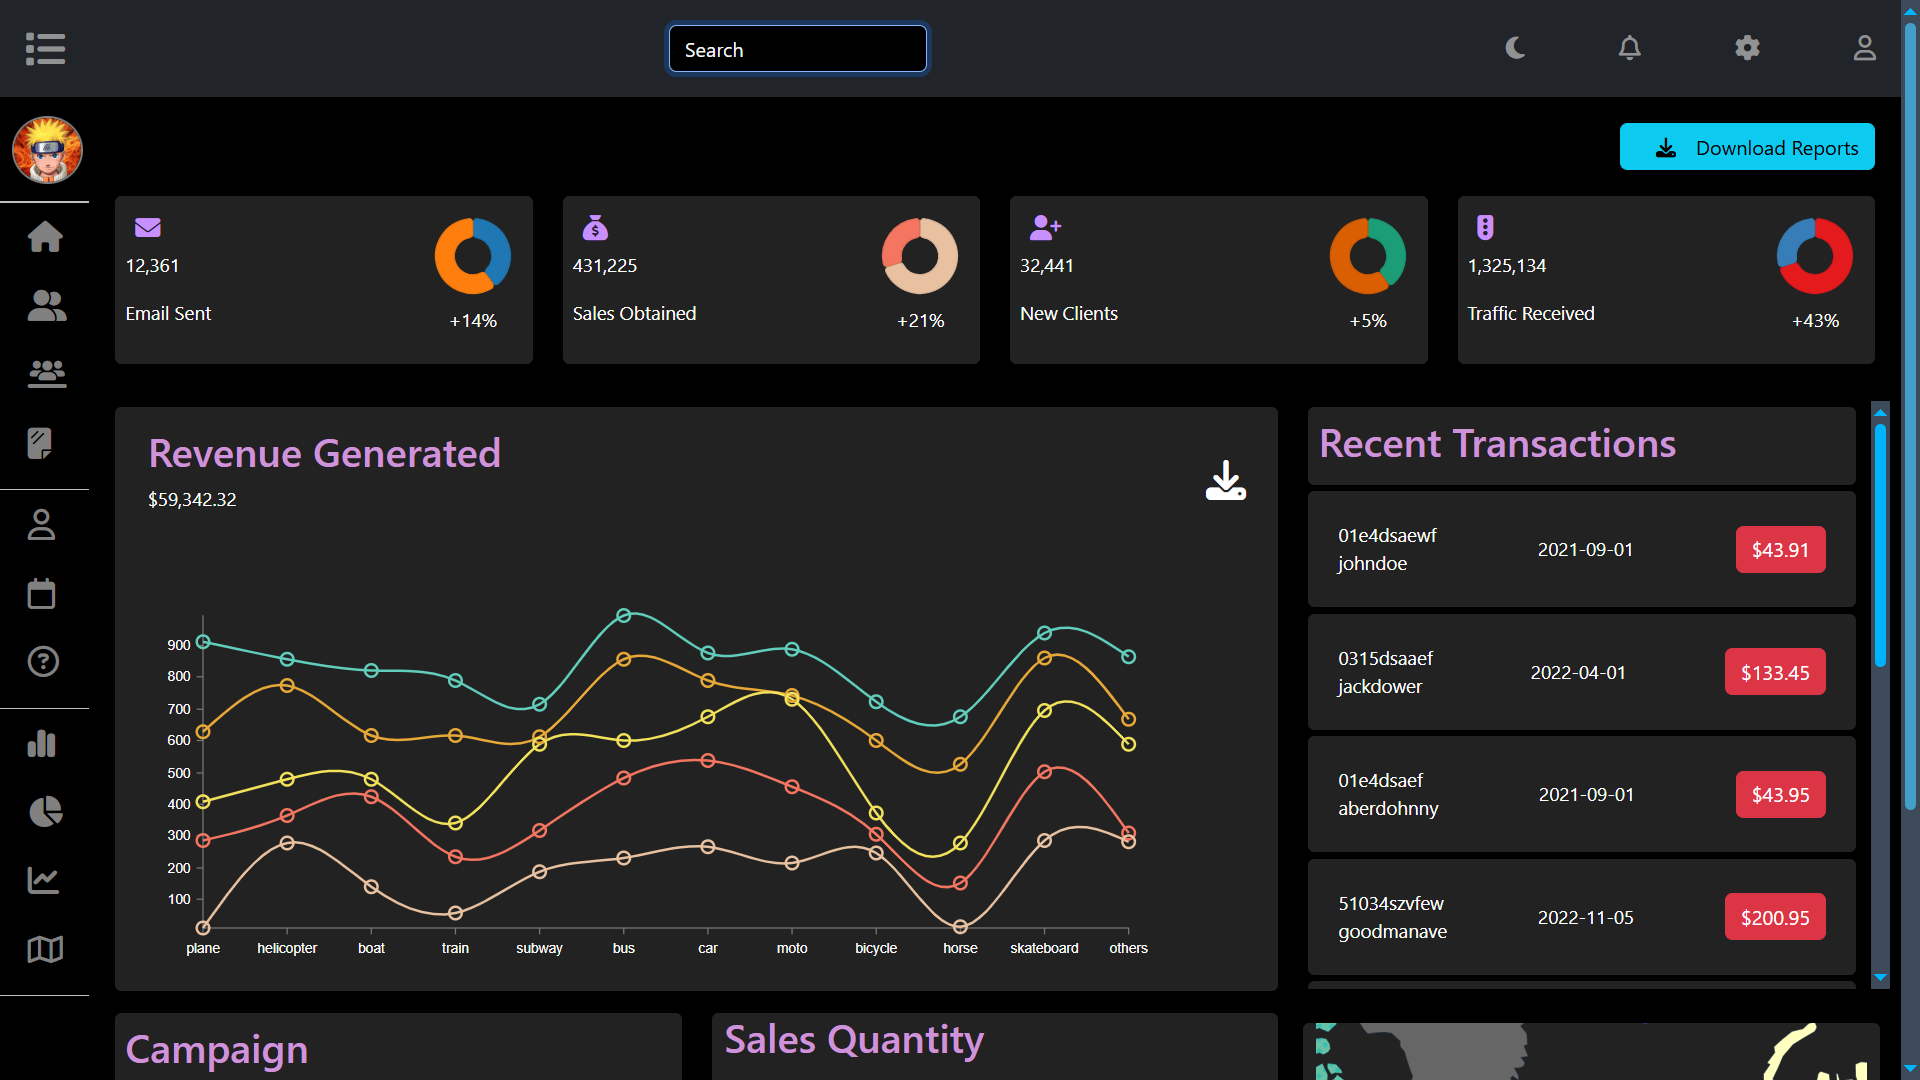 Search
Download Reports
12,361
Email Sent
+14%
431,225
Sales Obtained
+21%
32,441
New Clients
+5%
1,325,134
Traffic Received
+43%
Revenue Generated
$59,342.32
900
800
700
600
500
400
300
200
100
plane helicopter boat train subway bus car moto bicycle horse skateboard others
Recent Transactions
01e4dsaewf
johndoe
2021-09-01
$43.91
0315dsaaef
jackdower
2022-04-01
$133.45
01e4dsaef
aberdohnny
2021-09-01
$43.95
51034szvfew
goodmanave
2022-11-05
$200.95
Campaign
Sales Quantity